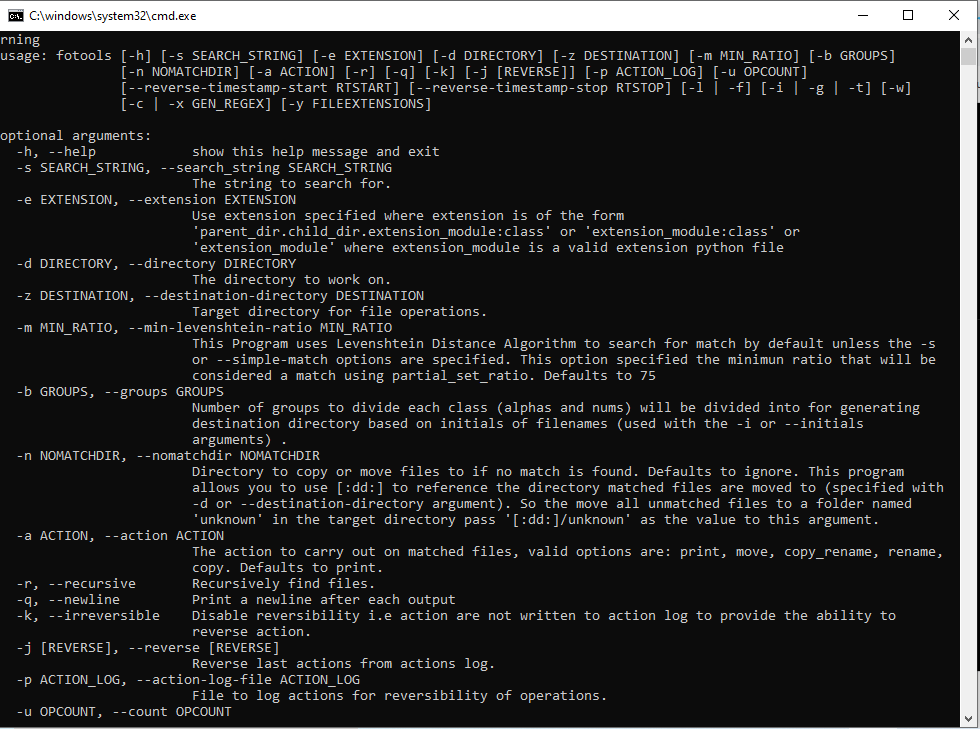 C:\windows\system32\cmd.exe
rning
usage: fotools [-h] [-s SEARCH_STRING] [-e EXTENSION] [-d DIRECTORY] [-z DESTINATION] [-m MIN_RATIO] [-b GROUPS]
[-n NOMATCHDIR] [-a ACTION] [-r] [-q] [-k] [-j [REVERSE]] [-p ACTION_LOG] [-u OPCOUNT]
[--reverse-timestamp-start RTSTART] [--reverse-timestamp-stop RTSTOP] [-l | -f] [-i | -g | -t] [-w]
[-c | -x GEN_REGEX] [-y FILEEXTENSIONS]
optional arguments:
-h, --help show this help message and exit
-s SEARCH_STRING, --search_string SEARCH_STRING
The string to search for.
-e EXTENSION, --extension EXTENSION
Use extension specified where extension is of the form
'parent_dir.child_dir.extension_module:class' or 'extension_module:class' or
'extension_module' where extension_module is a valid extension python file
-d DIRECTORY, --directory DIRECTORY
The directory to work on.
-z DESTINATION, --destination-directory DESTINATION
Target directory for file operations.
-m MIN_RATIO, --min-levenshtein-ratio MIN_RATIO
This Program uses Levenshtein Distance Algorithm to search for match by default unless the -s
or --simple-match options are specified. This option specified the minimun ratio that will be
considered a match using partial_set_ratio. Defaults to 75
-b GROUPS, --groups GROUPS
Number of groups to divide each class (alphas and nums) will be divided into for generating
destination directory based on initials of filenames (used with the -i or --initials
arguments) .
-n NOMATCHDIR, --nomatchdir NOMATCHDIR
Directory to copy or move files to if no match is found. Defaults to ignore. This program
allows you to use [:dd:] to reference the directory matched files are moved to (specified with
-d or --destination-directory argument). So the move all unmatched files to a folder named
'unknown' in the target directory pass '[:dd:]/unknown' as the value to this argument.
-a ACTION, --action ACTION
The action to carry out on matched files, valid options are: print, move, copy_rename, rename,
copy. Defaults to print.
-r, --recursive Recursively find files.
-q, --newline Print a newline after each output
-k, --irreversible Disable reversibility i.e action are not written to action log to provide the ability to
reverse action.
-j [REVERSE], --reverse [REVERSE]
Reverse last actions from actions log.
-p ACTION_LOG, --action-log-file ACTION_LOG
File to log actions for reversibility of operations.
-u OPCOUNT, --count OPCOUNT